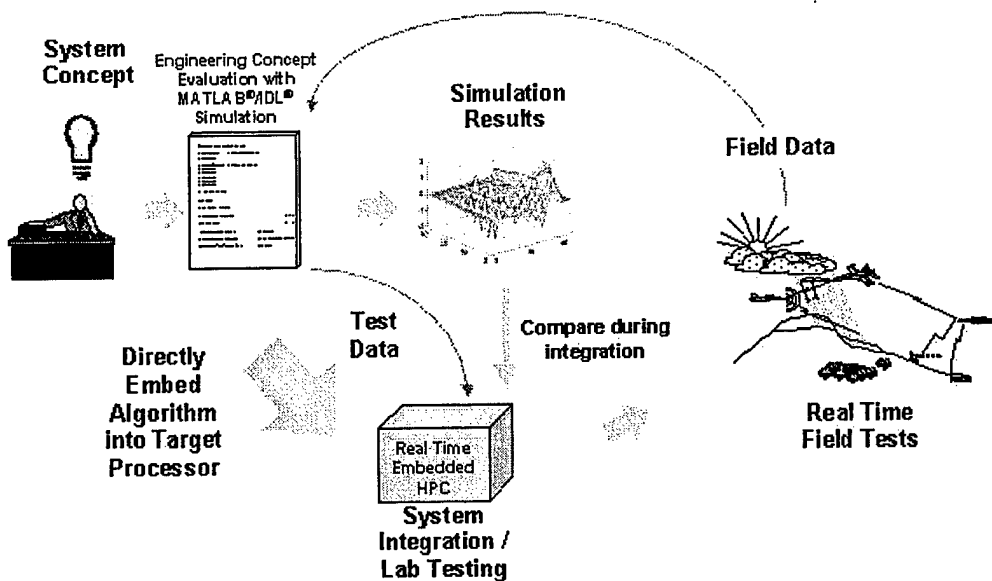 System
Concept
Engineering Concept
Evaluation with
MATLAB®/IDL®
Simulation
Simulation
Results
Field Data
Test
Data
Compare during
integration
Directly
Embed
Algorithm
into Target
Processor
Real-Time
Embedded
HPC
System
Integration /
Lab Testing
Real Time
Field Tests